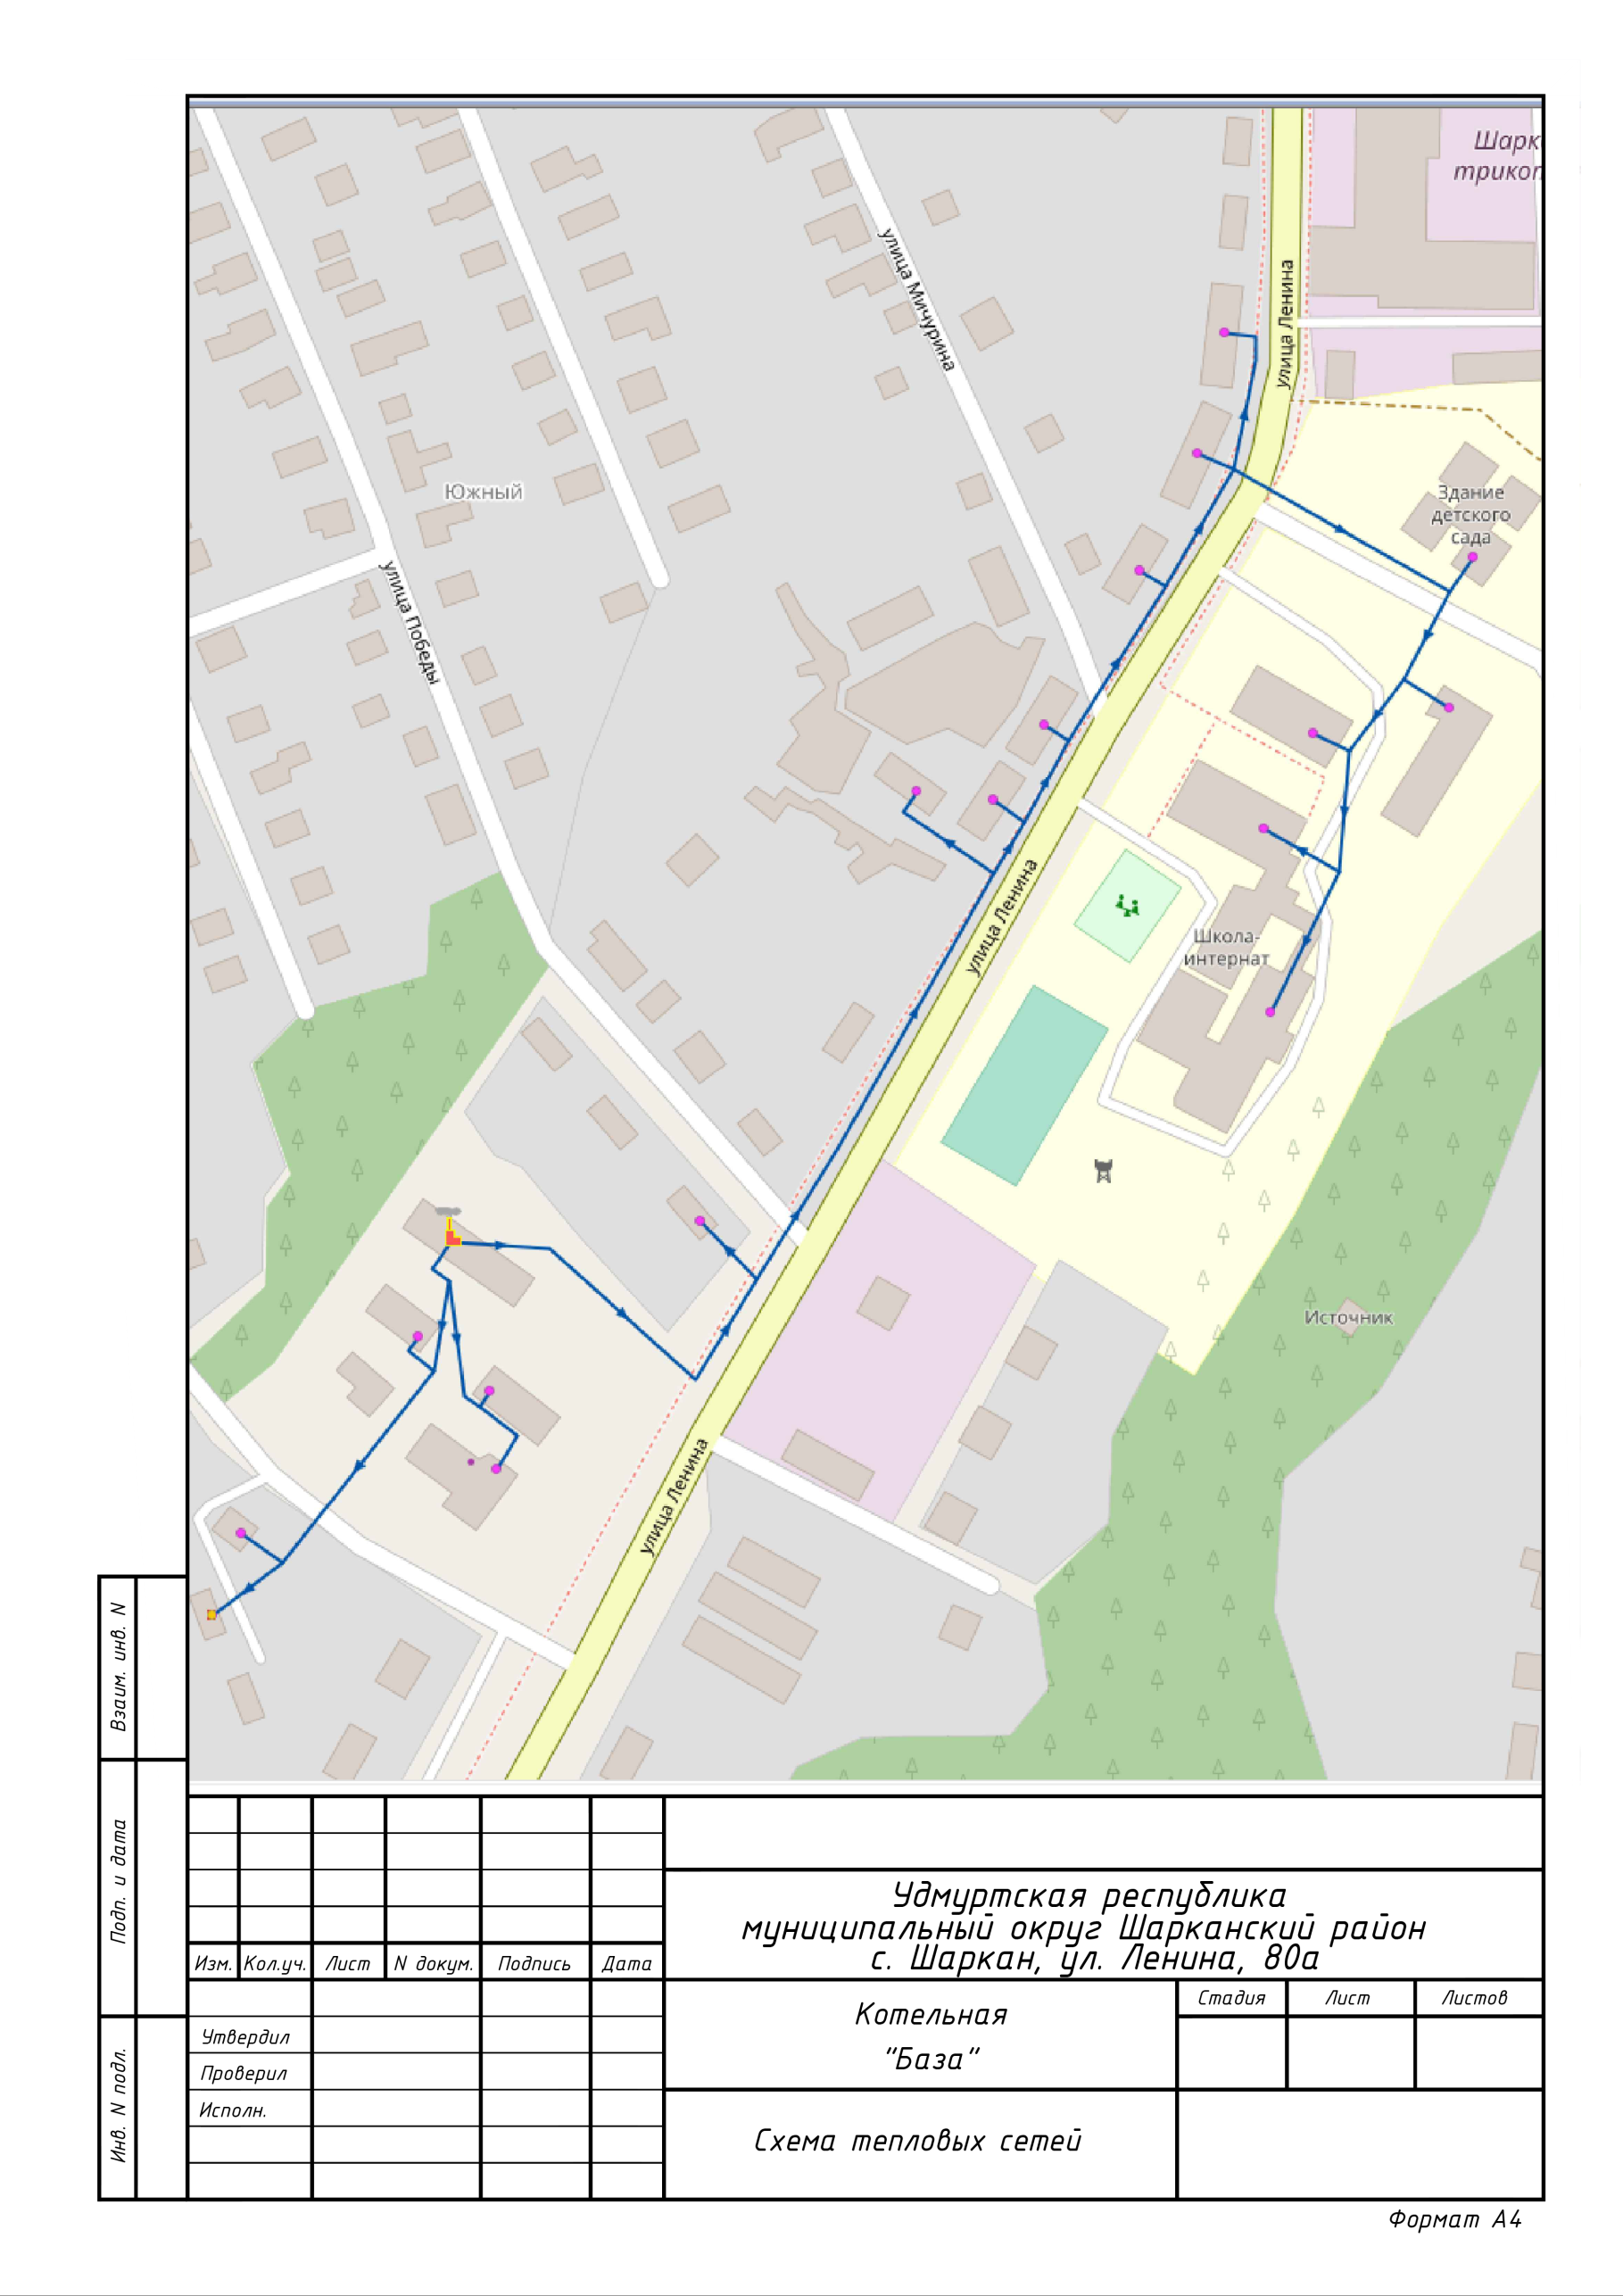 Шарк
трикот
улица Мичурина
улица Ленина
Южный
Здание
детского
сада
улица Победы
улица Ленина
Школа-
интернат
Источник
улица Ленина
Взаим. инв. N
Подп. и дата
Инв. N подл.
Удмуртская республика
муниципальный округ Шарканский район
с. Шаркан, ул. Ленина, 80а
Изм. Кол.уч. Лист N докум. Подпись Дата
Котельная
"База"
Стадия Лист Листов
Утвердил
Проверил
Исполн.
Схема тепловых сетей
Формат А4